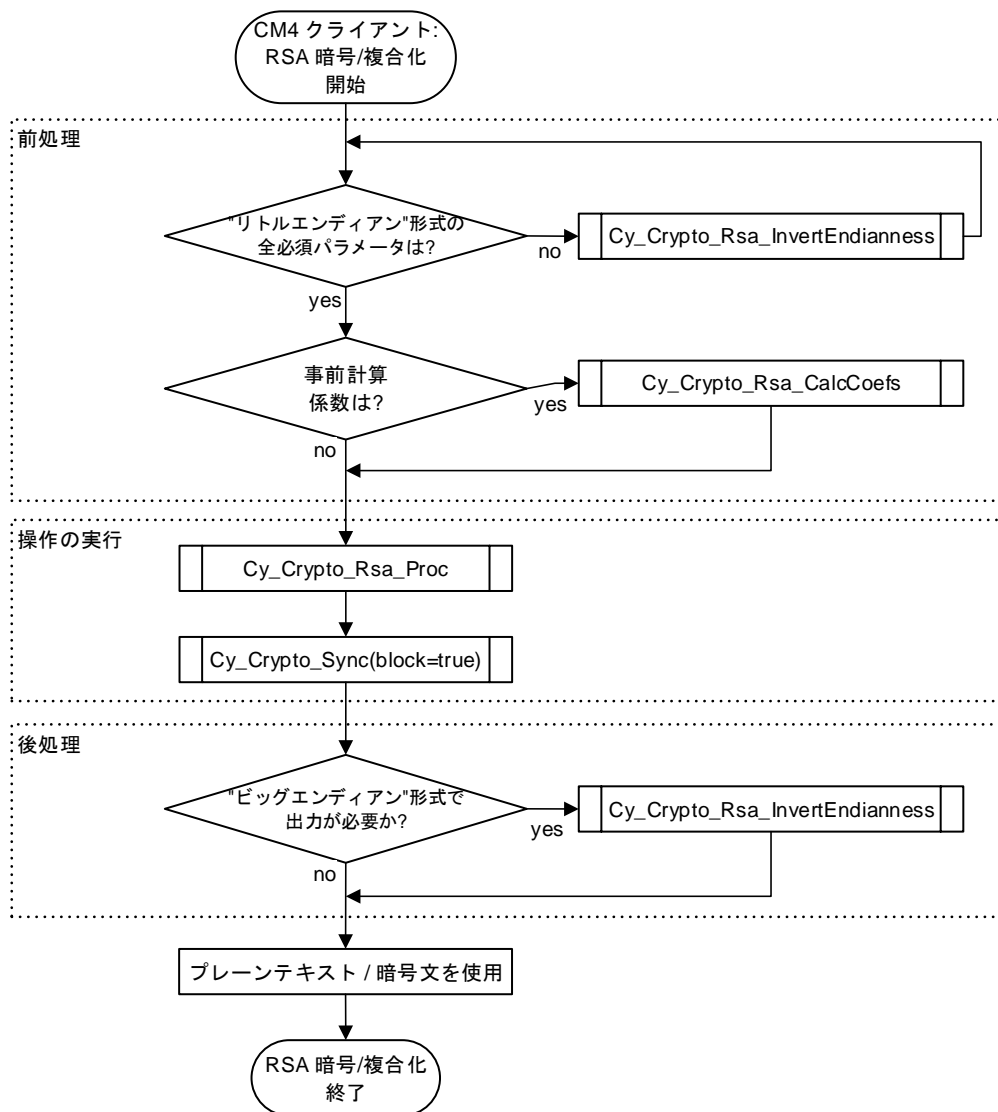 CM4 クライアント:
RSA 暗号/複合化
開始
前処理
"リトルエンディアン"形式の
全必須パラメータは?
no
Cy_Crypto_Rsa_InvertEndianness
yes
事前計算
係数は?
yes
Cy_Crypto_Rsa_CalcCoefs
no
操作の実行
Cy_Crypto_Rsa_Proc
Cy_Crypto_Sync(block=true)
後処理
"ビッグエンディアン"形式で
出力が必要か?
yes
Cy_Crypto_Rsa_InvertEndianness
no
プレーンテキスト / 暗号文を使用
RSA 暗号/複合化
終了